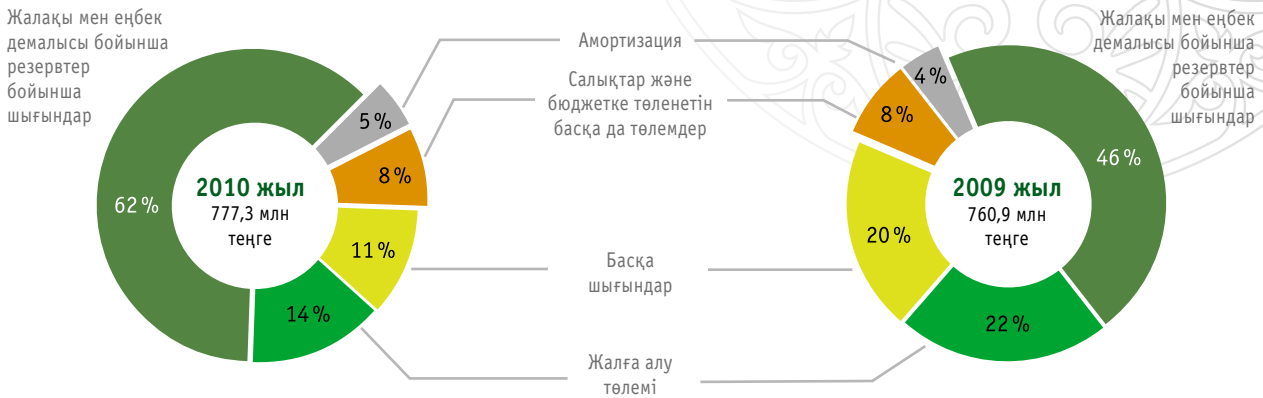 Жалақы мен еңбек
демалысы бойынша
резервтер
бойынша
шығындар
62 %
5 %
8 %
11 %
14 %
2010 жыл
777,3 млн
теңге
Амортизация
Салықтар және
бюджетке төленетін
басқа да төлемдер
Басқа
шығындар
Жалға алу
төлемі
Жалақы мен еңбек
демалысы бойынша
резервтер
бойынша
шығындар
4 %
8 %
46 %
20 %
22 %
2009 жыл
760,9 млн
теңге